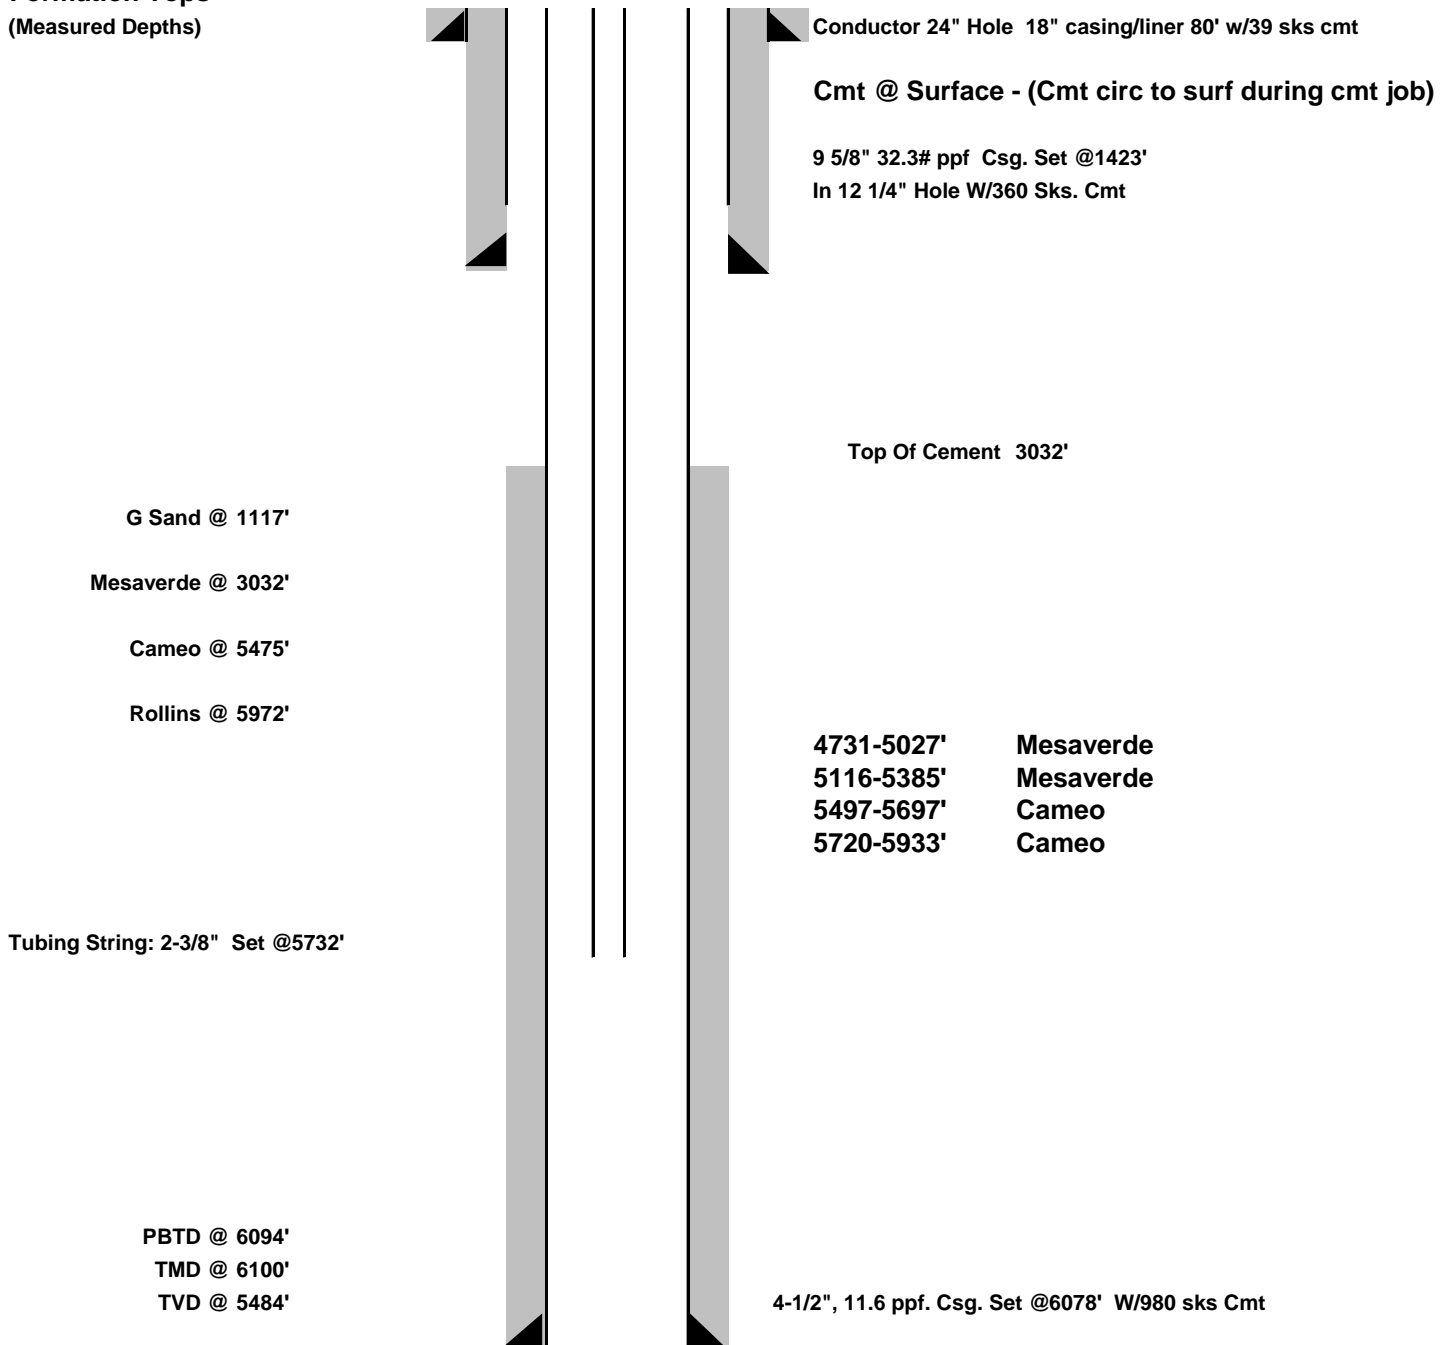 (Measured Depths)
Conductor 24" Hole 18" casing/liner 80' w/39 sks cmt
Cmt @ Surface - (Cmt circ to surf during cmt job)
9 5/8" 32.3# ppf Csg. Set @1423'
In 12 1/4" Hole W/360 Sks. Cmt
Top Of Cement 3032'
G Sand @ 1117'
Mesaverde @ 3032'
Cameo @ 5475'
Rollins @ 5972'
4731-5027' Mesaverde
5116-5385' Mesaverde
5497-5697' Cameo
5720-5933' Cameo
Tubing String: 2-3/8" Set @5732'
PBTD @ 6094'
TMD @ 6100'
TVD @ 5484'
4-1/2", 11.6 ppf. Csg. Set @6078' W/980 sks Cmt